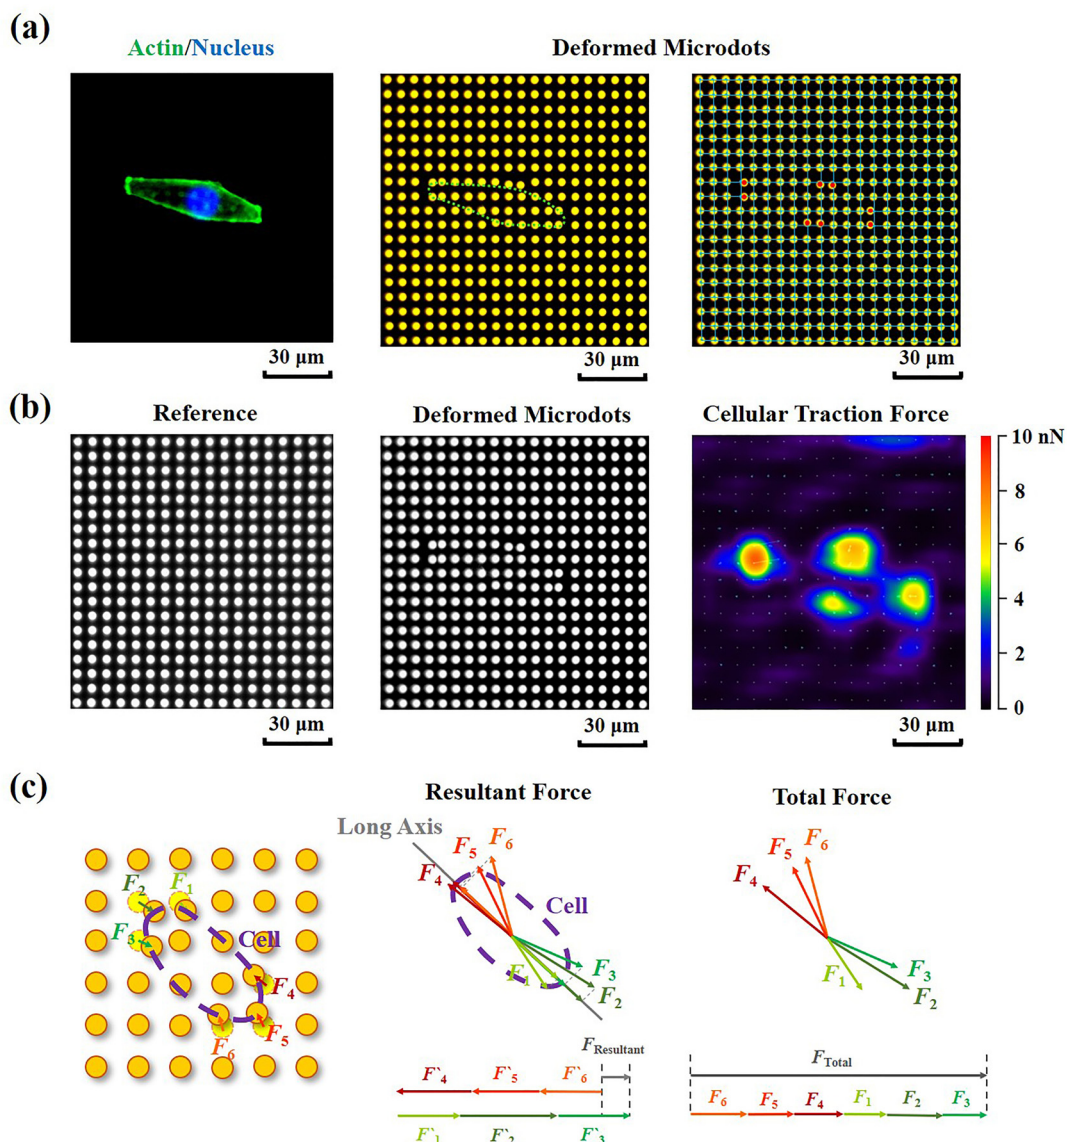 (a)
Actin/Nucleus
Deformed Microdots
30 μm
30 μm
30 μm
(b)
Reference
Deformed Microdots
Cellular Traction Force
10 nN
8
6
4
2
0
30 μm
30 μm
30 μm
(c)
Resultant Force
Total Force
Long Axis
F2
F1
F3
Cell
F4
F5
F6
F5
F6
F4
Cell
F1
F3
F2
FResultant
F`4
F`5
F`6
F`1
F`2
F`3
F6
F5
F4
F1
F3
F2
FTotal
F6
F5
F4
F1
F2
F3